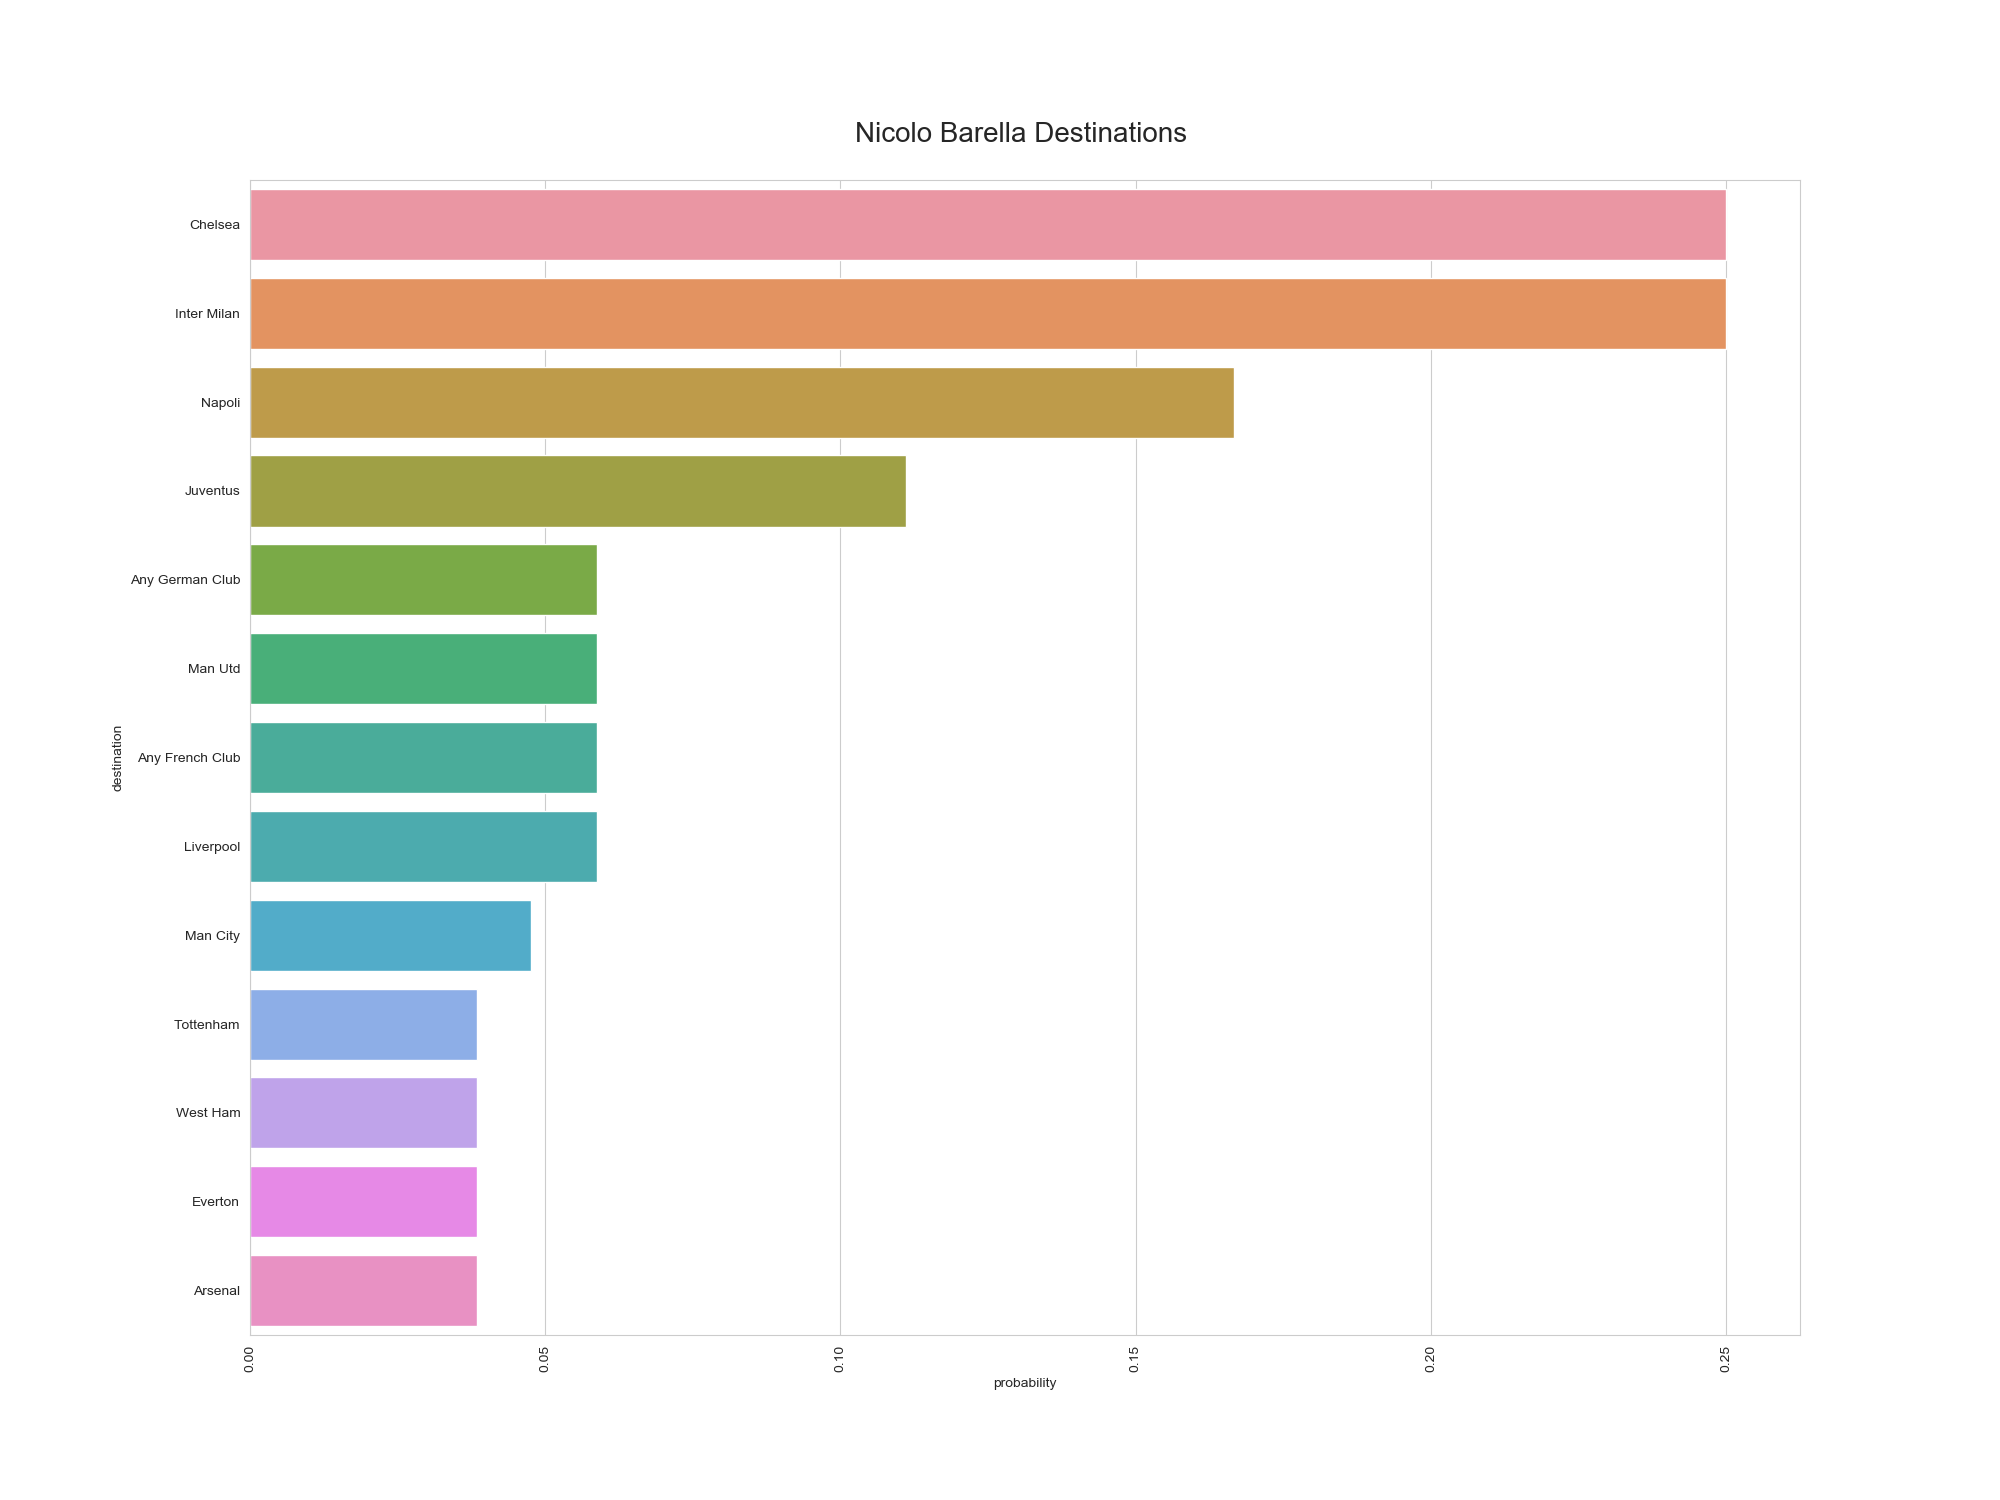 Nicolo Barella Destinations
Chelsea
Inter Milan
Napoli
Juventus
Any German Club
Man Utd
Any French Club
Liverpool
Man City
Tottenham
West Ham
Everton
Arsenal
destination
0.00
0.05
0.10
0.15
0.20
0.25
probability